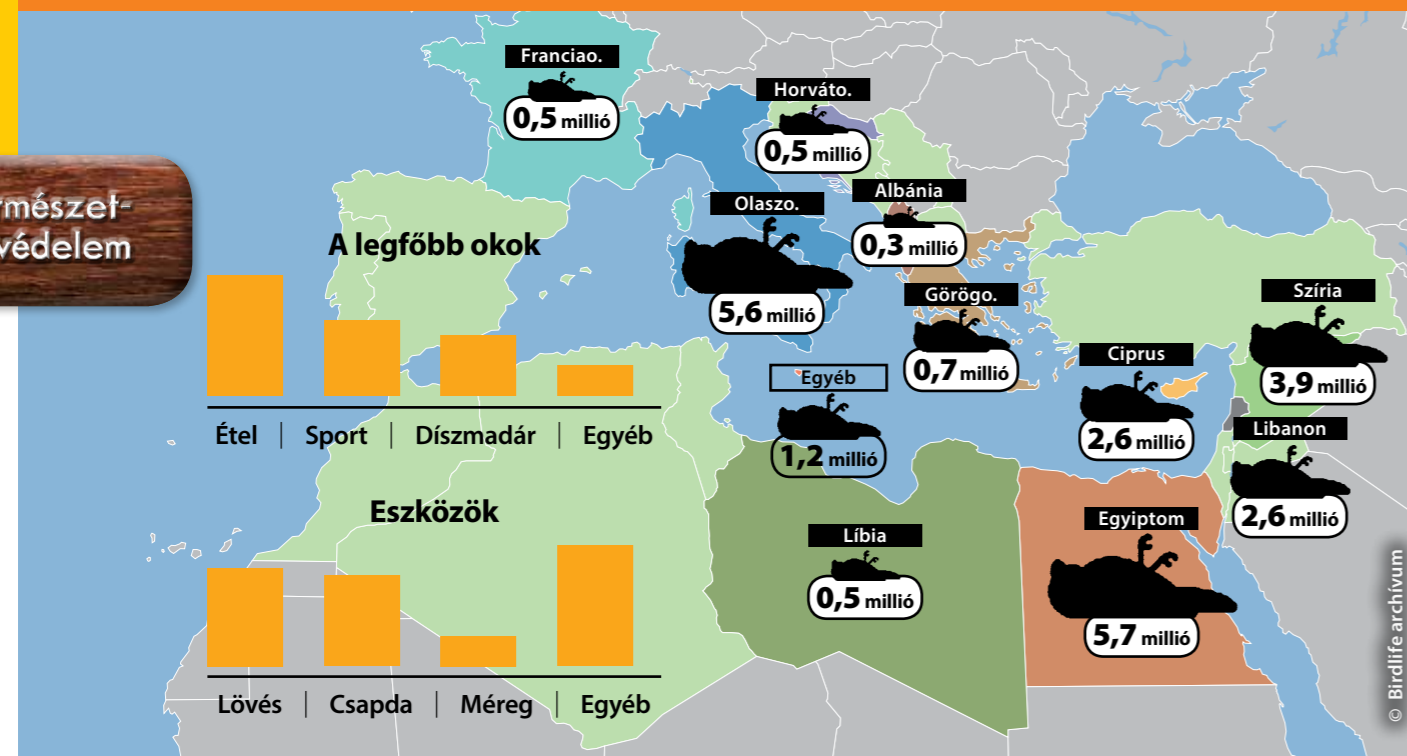 rmészet-
védelem
Franciao.
0,5 millió
Horváto.
0,5 millió
Albánia
0,3 millió
Olaszo.
5,6 millió
Görögo.
0,7 millió
Szíria
3,9 millió
Ciprus
2,6 millió
Libanon
2,6 millió
Egyéb
1,2 millió
Líbia
0,5 millió
Egyiptom
5,7 millió
A legfőbb okok
Étel | Sport | Díszmadár | Egyéb
Eszközök
Lövés | Csapda | Méreg | Egyéb
© Birdlife archívum